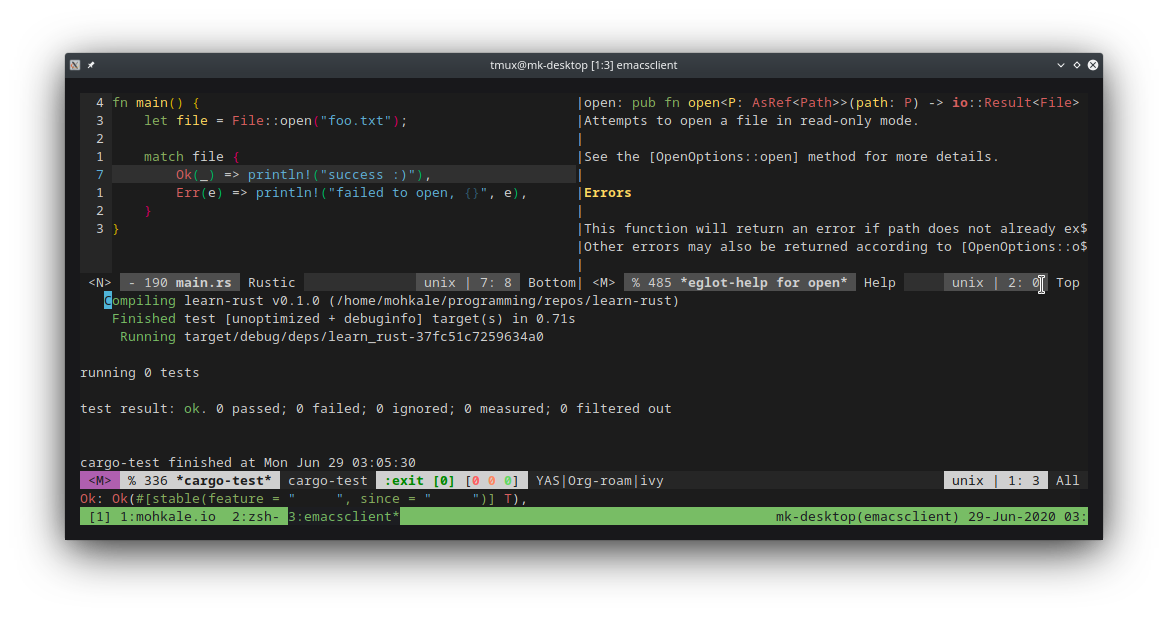 tmux@mk-desktop [1:3] emacsclient
4 fn main() {
3     let file = File::open("foo.txt");
2
1     match file {
7         Ok(_) => println!("success :)"),
1         Err(e) => println!("failed to open, {}", e),
2     }
3 }
<N>  - 190 main.rs  Rustic  unix | 7: 8  Bottom
|open: pub fn open<P: AsRef<Path>>(path: P) -> io::Result<File>
|Attempts to open a file in read-only mode.
|
|See the [OpenOptions::open] method for more details.
|
|Errors
|
|This function will return an error if path does not already ex$
|Other errors may also be returned according to [OpenOptions::o$
|
| <M>  % 485 *eglot-help for open*  Help  unix | 2: 0  Top
Compiling learn-rust v0.1.0 (/home/mohkale/programming/repos/learn-rust)
Finished test [unoptimized + debuginfo] target(s) in 0.71s
Running target/debug/deps/learn_rust-37fc51c7259634a0
running 0 tests
test result: ok. 0 passed; 0 failed; 0 ignored; 0 measured; 0 filtered out
cargo-test finished at Mon Jun 29 03:05:30
<M>  % 336 *cargo-test*  cargo-test  :exit [0] [0 0 0]  YAS|Org-roam|ivy  unix | 1: 3  All
Ok: Ok(#[stable(feature = "     ", since = "     ")] T),
[1] 1:mohkale.io  2:zsh- 3:emacsclient*  mk-desktop(emacsclient) 29-Jun-2020 03: